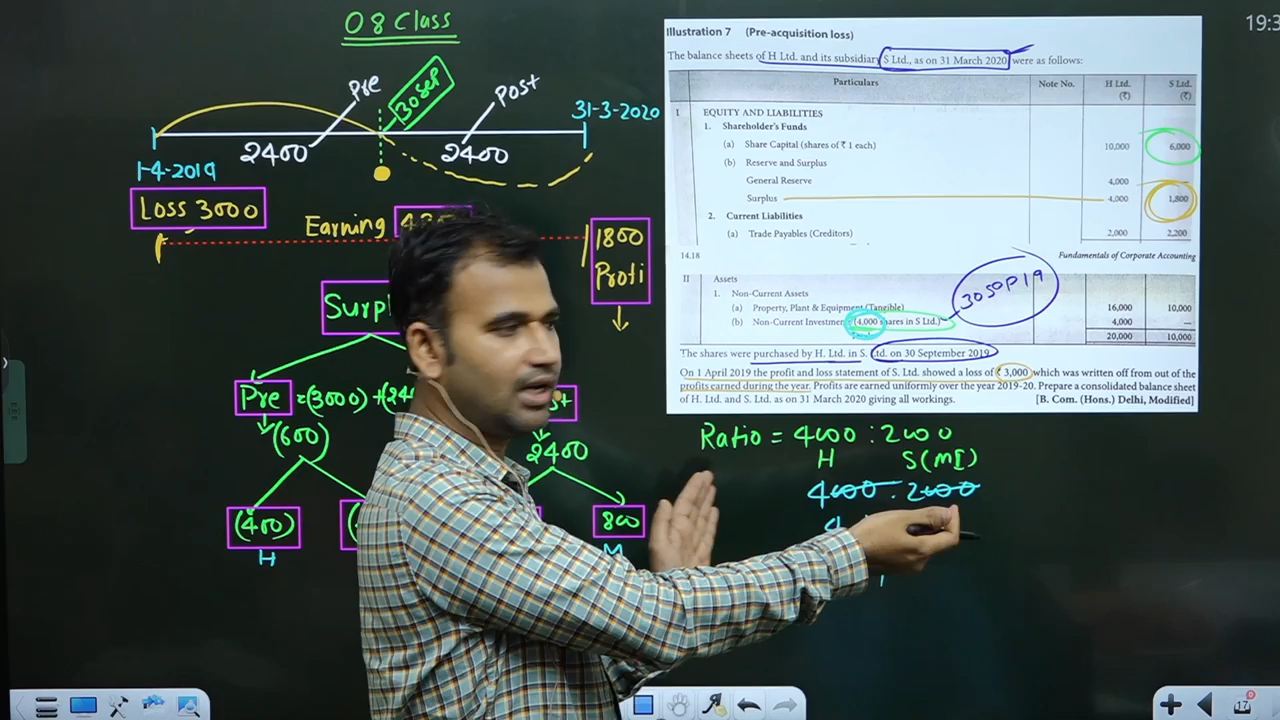 08 Class
19:3
Pre
30 Sep
Post
31-3-2020
2400
2400
1-4-2019
Loss 3000
Earning
1800
Profi
Surpl
Pre = (3000) + (24
(600)
2400
(400)
800
H
M
Illustration 7 (Pre-acquisition loss)
The balance sheets of H Ltd. and its subsidiary S Ltd., as on 31 March 2020 were as follows:
Particulars Note No. H Ltd. (₹) S Ltd. (₹)
I EQUITY AND LIABILITIES
1. Shareholder's Funds
(a) Share Capital (shares of ₹ 1 each) 10,000 6,000
(b) Reserve and Surplus
General Reserve 4,000
Surplus 4,000 1,800
2. Current Liabilities
(a) Trade Payables (Creditors) 2,000 2,200
14.18 Fundamentals of Corporate Accounting
II Assets
1. Non-Current Assets
(a) Property, Plant & Equipment (Tangible) 16,000 10,000
(b) Non-Current Investment (4,000 shares in S Ltd.) 4,000 —
20,000 10,000
30 Sep 19
The shares were purchased by H. Ltd. in S. Ltd. on 30 September 2019.
On 1 April 2019 the profit and loss statement of S. Ltd. showed a loss of ₹ 3,000 which was written off from out of the
profits earned during the year. Profits are earned uniformly over the year 2019-20. Prepare a consolidated balance sheet
of H. Ltd. and S. Ltd. as on 31 March 2020 giving all workings. [B. Com. (Hons.) Delhi, Modified]
Ratio = 4000 : 2000
H S (MI)
4000 : 2000
17